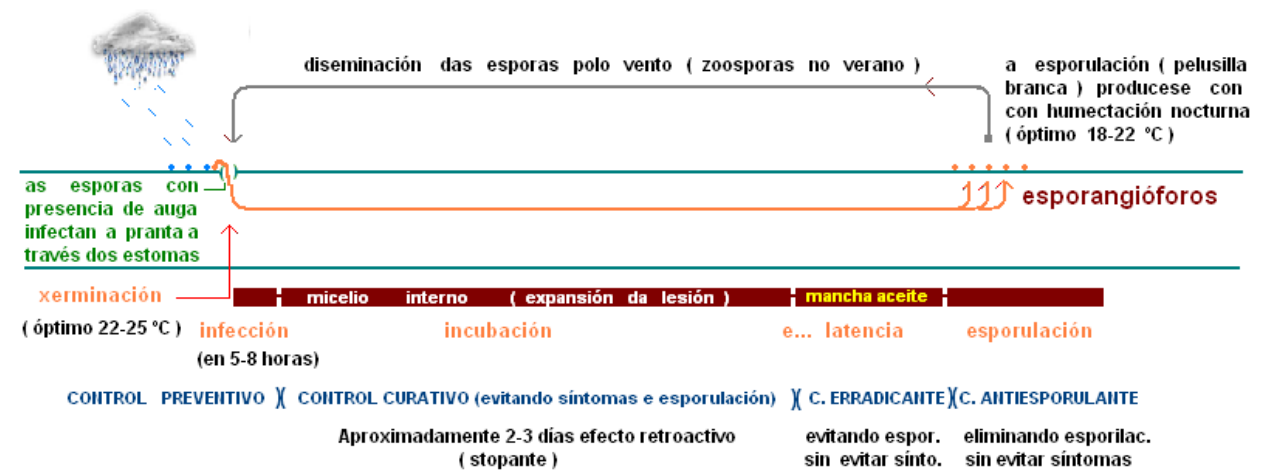 diseminación das esporas polo vento ( zoosporas no verano )
a esporulación ( pelusilla
branca ) producese con
con humectación nocturna
( óptimo 18-22 ºC )
as esporas con
presencia de auga
infectan a pranta a
través dos estomas
esporangióforos
xerminación
( óptimo 22-25 ºC )
micelio interno ( expansión da lesión )
mancha aceite
infección
(en 5-8 horas)
incubación
e... latencia
esporulación
CONTROL PREVENTIVO )( CONTROL CURATIVO (evitando síntomas e esporulación) )( C. ERRADICANTE )( C. ANTIESPORULANTE
Aproximadamente 2-3 días efecto retroactivo
( stopante )
evitando espor.
sin evitar sínto.
eliminando esporilac.
sin evitar síntomas